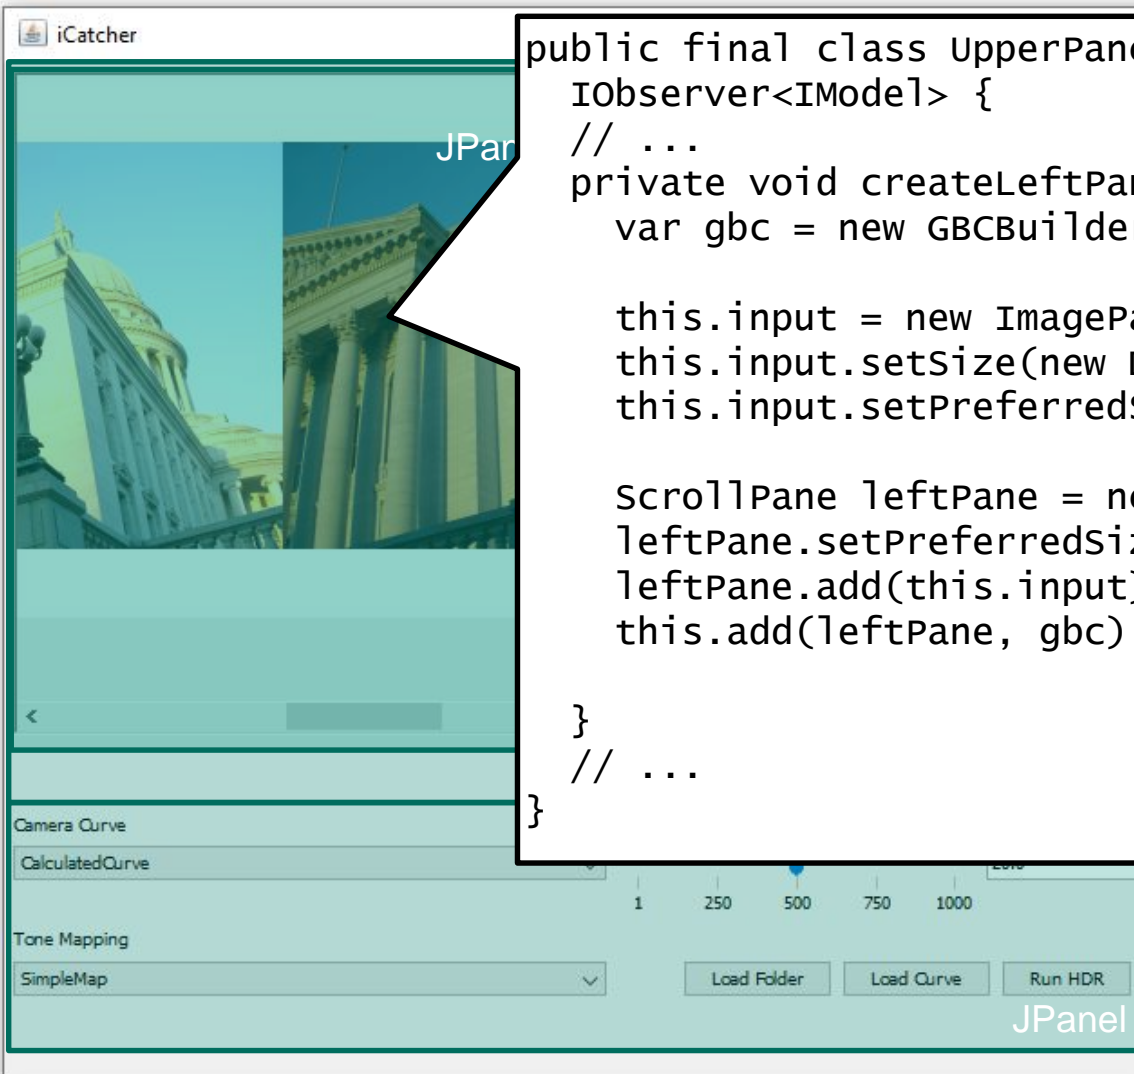 iCatcher
public final class UpperPane
IObserver<IModel> {
// ...
private void createLeftPan
var gbc = new GBCBuilder
this.input = new ImagePa
this.input.setSize(new
this.input.setPreferredS
ScrollPane leftPane = ne
leftPane.setPreferredSiz
leftPane.add(this.input)
this.add(leftPane, gbc)
}
// ...
}
JPan
Camera Curve
CalculatedCurve
1 250 500 750 1000
Tone Mapping
SimpleMap
Load Folder Load Curve Run HDR
JPanel